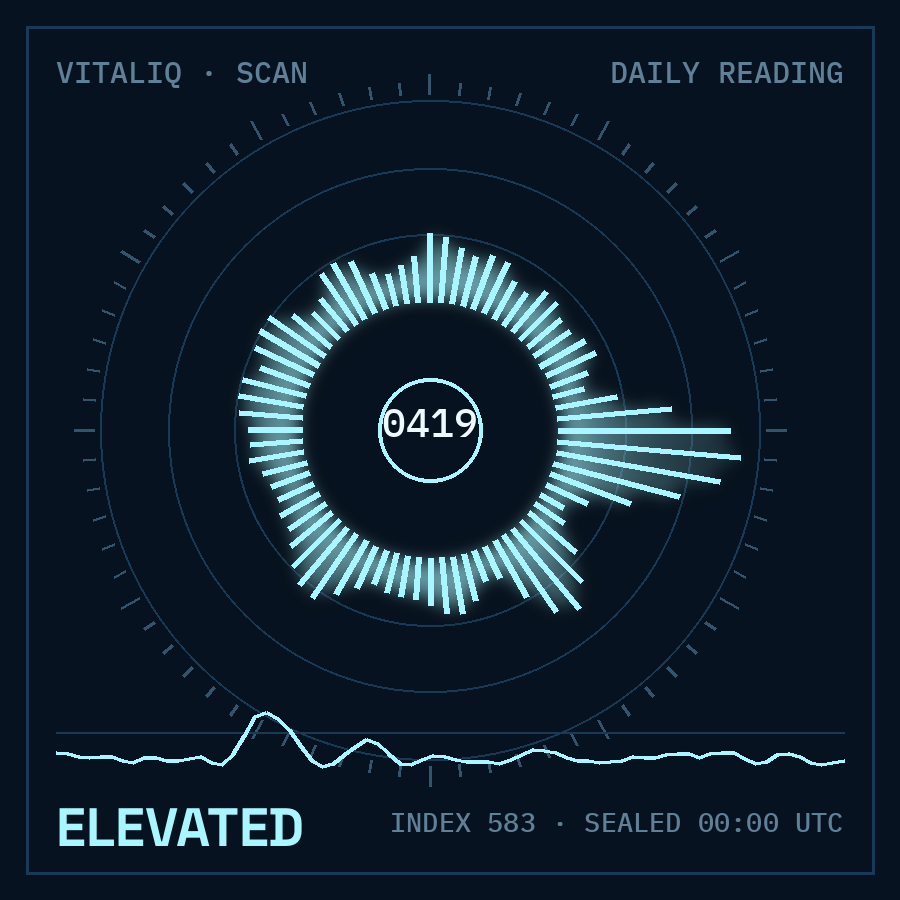 VITALIQ · SCAN
DAILY READING
0419
ELEVATED
INDEX 583 · SEALED 00:00 UTC